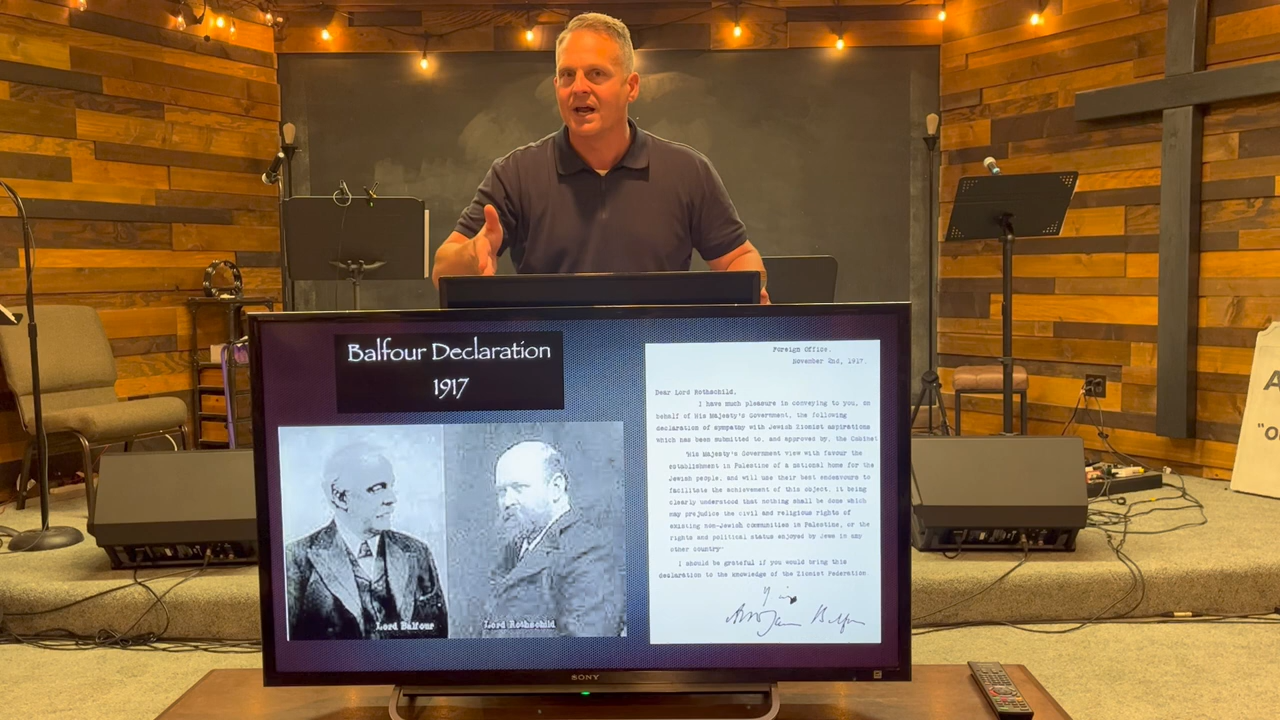 Balfour Declaration
1917
Foreign Office.
November 2nd, 1917.
Dear Lord Rothschild,
I have much pleasure in conveying to you, on
behalf of His Majesty's Government, the following
declaration of sympathy with Jewish Zionist aspirations
which has been submitted to, and approved by, the Cabinet
"His Majesty's Government view with favour the
establishment in Palestine of a national home for the
Jewish people, and will use their best endeavours to
facilitate the achievement of this object, it being
clearly understood that nothing shall be done which
may prejudice the civil and religious rights of
existing non-Jewish communities in Palestine, or the
rights and political status enjoyed by Jews in any
other country"
I should be grateful if you would bring this
declaration to the knowledge of the Zionist Federation.
Lord Balfour
Lord Rothschild
SONY
A
"O